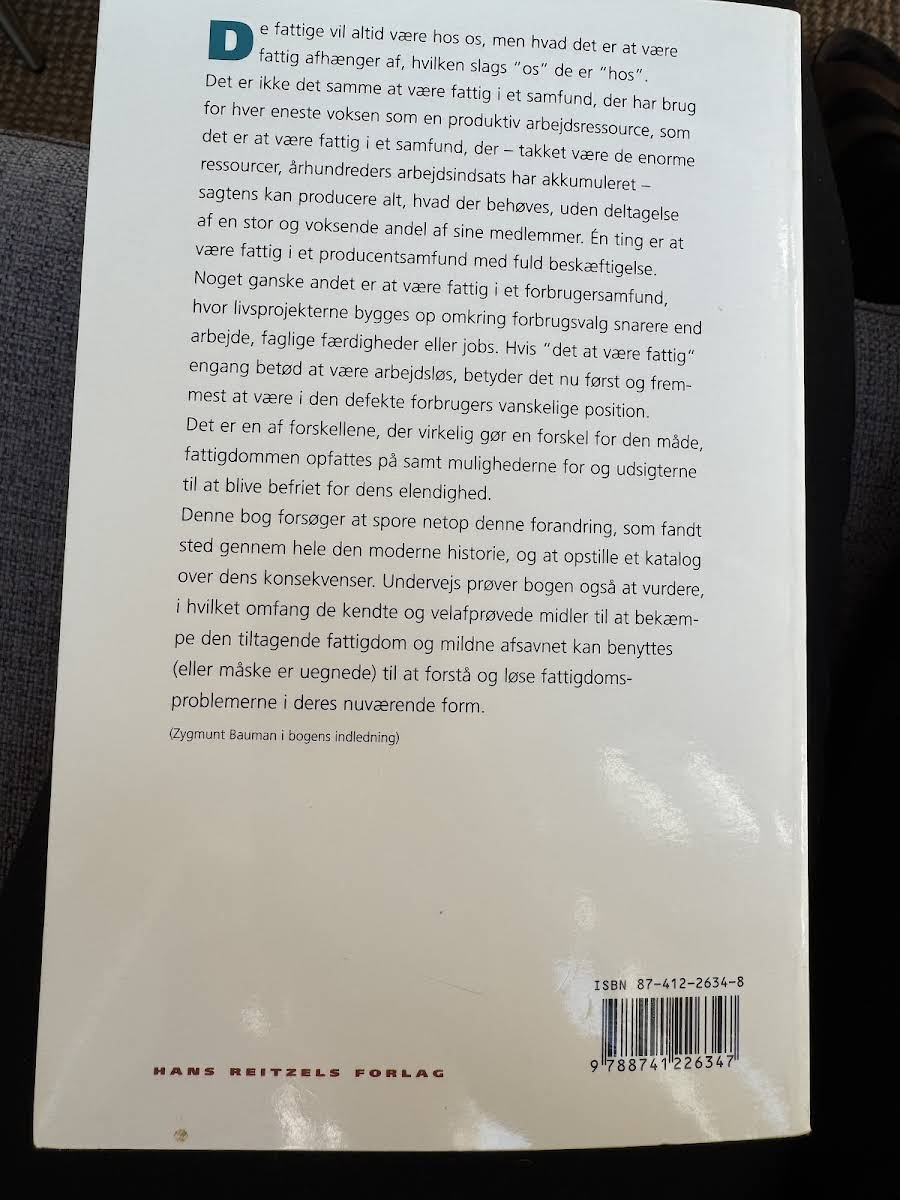 De fattige vil altid være hos os, men hvad det er at være
fattig afhænger af, hvilken slags "os" de er "hos".
Det er ikke det samme at være fattig i et samfund, der har brug
for hver eneste voksen som en produktiv arbejdsressource, som
det er at være fattig i et samfund, der – takket være de enorme
ressourcer, århundreders arbejdsindsats har akkumuleret –
sagtens kan producere alt, hvad der behøves, uden deltagelse
af en stor og voksende andel af sine medlemmer. Én ting er at
være fattig i et producentsamfund med fuld beskæftigelse.
Noget ganske andet er at være fattig i et forbrugersamfund,
hvor livsprojekterne bygges op omkring forbrugsvalg snarere end
arbejde, faglige færdigheder eller jobs. Hvis "det at være fattig"
engang betød at være arbejdsløs, betyder det nu først og frem-
mest at være i den defekte forbrugers vanskelige position.
Det er en af forskellene, der virkelig gør en forskel for den måde,
fattigdommen opfattes på samt mulighederne for og udsigterne
til at blive befriet for dens elendighed.
Denne bog forsøger at spore netop denne forandring, som fandt
sted gennem hele den moderne historie, og at opstille et katalog
over dens konsekvenser. Undervejs prøver bogen også at vurdere,
i hvilket omfang de kendte og velafprøvede midler til at bekæm-
pe den tiltagende fattigdom og mildne afsavnet kan benyttes
(eller måske er uegnede) til at forstå og løse fattigdoms-
problemerne i deres nuværende form.
(Zygmunt Bauman i bogens indledning)
ISBN 87-412-2634-8
9 788741 226347
HANS REITZELS FORLAG